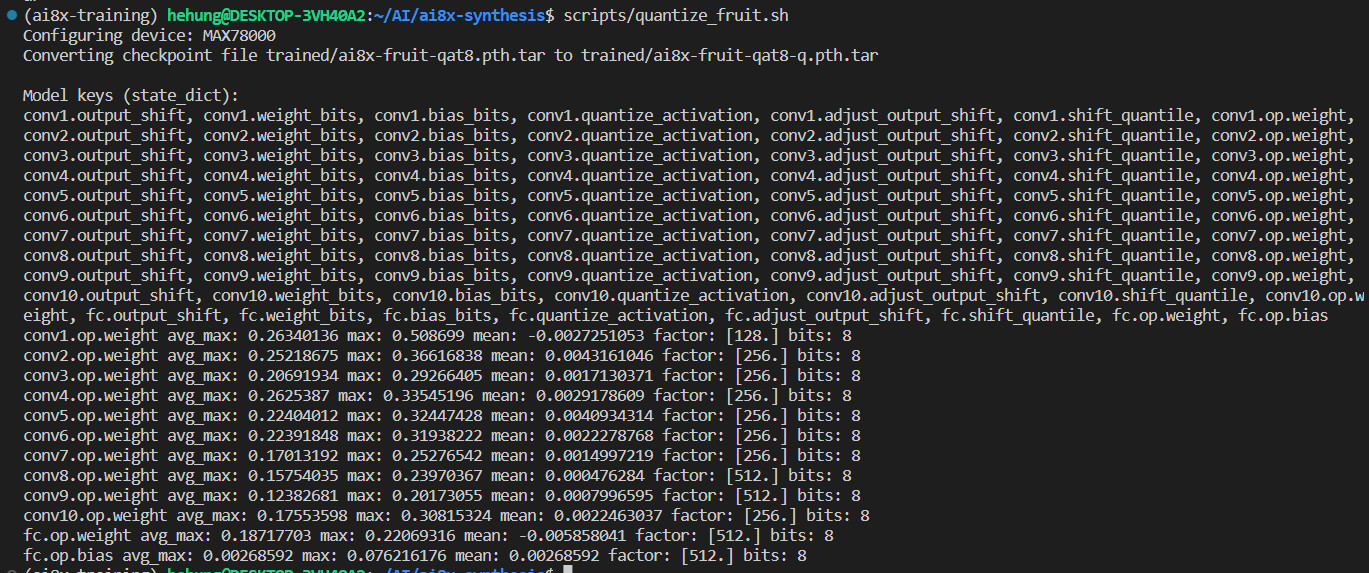 (ai8x-training) hehung@DESKTOP-3VH40A2:~/AI/ai8x-synthesis$ scripts/quantize_fruit.sh
Configuring device: MAX78000
Converting checkpoint file trained/ai8x-fruit-qat8.pth.tar to trained/ai8x-fruit-qat8-q.pth.tar
Model keys (state_dict):
conv1.output_shift, conv1.weight_bits, conv1.bias_bits, conv1.quantize_activation, conv1.adjust_output_shift, conv1.shift_quantile, conv1.op.weight,
conv2.output_shift, conv2.weight_bits, conv2.bias_bits, conv2.quantize_activation, conv2.adjust_output_shift, conv2.shift_quantile, conv2.op.weight,
conv3.output_shift, conv3.weight_bits, conv3.bias_bits, conv3.quantize_activation, conv3.adjust_output_shift, conv3.shift_quantile, conv3.op.weight,
conv4.output_shift, conv4.weight_bits, conv4.bias_bits, conv4.quantize_activation, conv4.adjust_output_shift, conv4.shift_quantile, conv4.op.weight,
conv5.output_shift, conv5.weight_bits, conv5.bias_bits, conv5.quantize_activation, conv5.adjust_output_shift, conv5.shift_quantile, conv5.op.weight,
conv6.output_shift, conv6.weight_bits, conv6.bias_bits, conv6.quantize_activation, conv6.adjust_output_shift, conv6.shift_quantile, conv6.op.weight,
conv7.output_shift, conv7.weight_bits, conv7.bias_bits, conv7.quantize_activation, conv7.adjust_output_shift, conv7.shift_quantile, conv7.op.weight,
conv8.output_shift, conv8.weight_bits, conv8.bias_bits, conv8.quantize_activation, conv8.adjust_output_shift, conv8.shift_quantile, conv8.op.weight,
conv9.output_shift, conv9.weight_bits, conv9.bias_bits, conv9.quantize_activation, conv9.adjust_output_shift, conv9.shift_quantile, conv9.op.weight,
conv10.output_shift, conv10.weight_bits, conv10.bias_bits, conv10.quantize_activation, conv10.adjust_output_shift, conv10.shift_quantile, conv10.op.w
eight, fc.output_shift, fc.weight_bits, fc.bias_bits, fc.quantize_activation, fc.adjust_output_shift, fc.shift_quantile, fc.op.weight, fc.op.bias
conv1.op.weight avg_max: 0.26340136 max: 0.508699 mean: -0.0027251053 factor: [128.] bits: 8
conv2.op.weight avg_max: 0.25218675 max: 0.36616838 mean: 0.0043161046 factor: [256.] bits: 8
conv3.op.weight avg_max: 0.20691934 max: 0.29266405 mean: 0.0017130371 factor: [256.] bits: 8
conv4.op.weight avg_max: 0.2625387 max: 0.33545196 mean: 0.0029178609 factor: [256.] bits: 8
conv5.op.weight avg_max: 0.22404012 max: 0.32447428 mean: 0.0040934314 factor: [256.] bits: 8
conv6.op.weight avg_max: 0.22391848 max: 0.31938222 mean: 0.0022278768 factor: [256.] bits: 8
conv7.op.weight avg_max: 0.17013192 max: 0.25276542 mean: 0.0014997219 factor: [256.] bits: 8
conv8.op.weight avg_max: 0.15754035 max: 0.23970367 mean: 0.000476284 factor: [512.] bits: 8
conv9.op.weight avg_max: 0.12382681 max: 0.20173055 mean: 0.0007996595 factor: [512.] bits: 8
conv10.op.weight avg_max: 0.17553598 max: 0.30815324 mean: 0.0022463037 factor: [256.] bits: 8
fc.op.weight avg_max: 0.18717703 max: 0.22069316 mean: -0.005858041 factor: [512.] bits: 8
fc.op.bias avg_max: 0.00268592 max: 0.076216176 mean: 0.00268592 factor: [512.] bits: 8
(ai8x-training) hehung@DESKTOP-3VH40A2:~/AI/ai8x-synthesis$